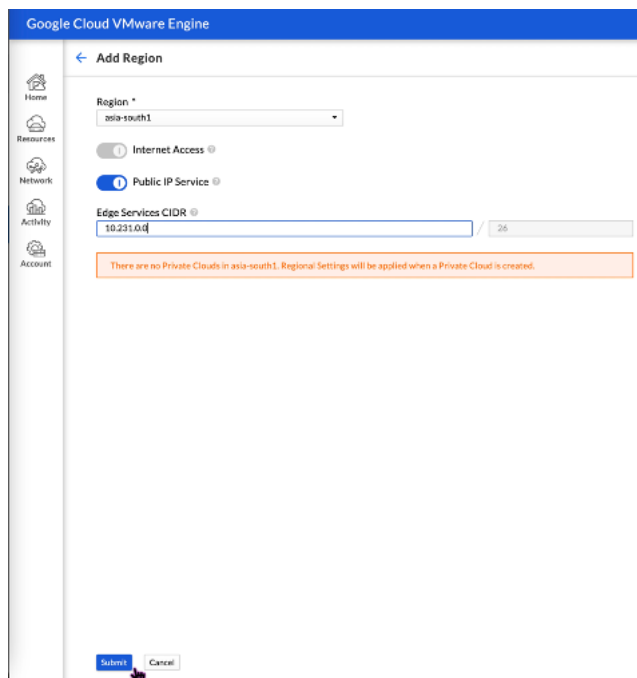 Google Cloud VMware Engine
Add Region
Home
Resources
Network
Activity
Account
Region *
asia-south1
Internet Access
Public IP Service
Edge Services CIDR
10.231.0.0 / 26
There are no Private Clouds in asia-south1. Regional Settings will be applied when a Private Cloud is created.
Submit Cancel